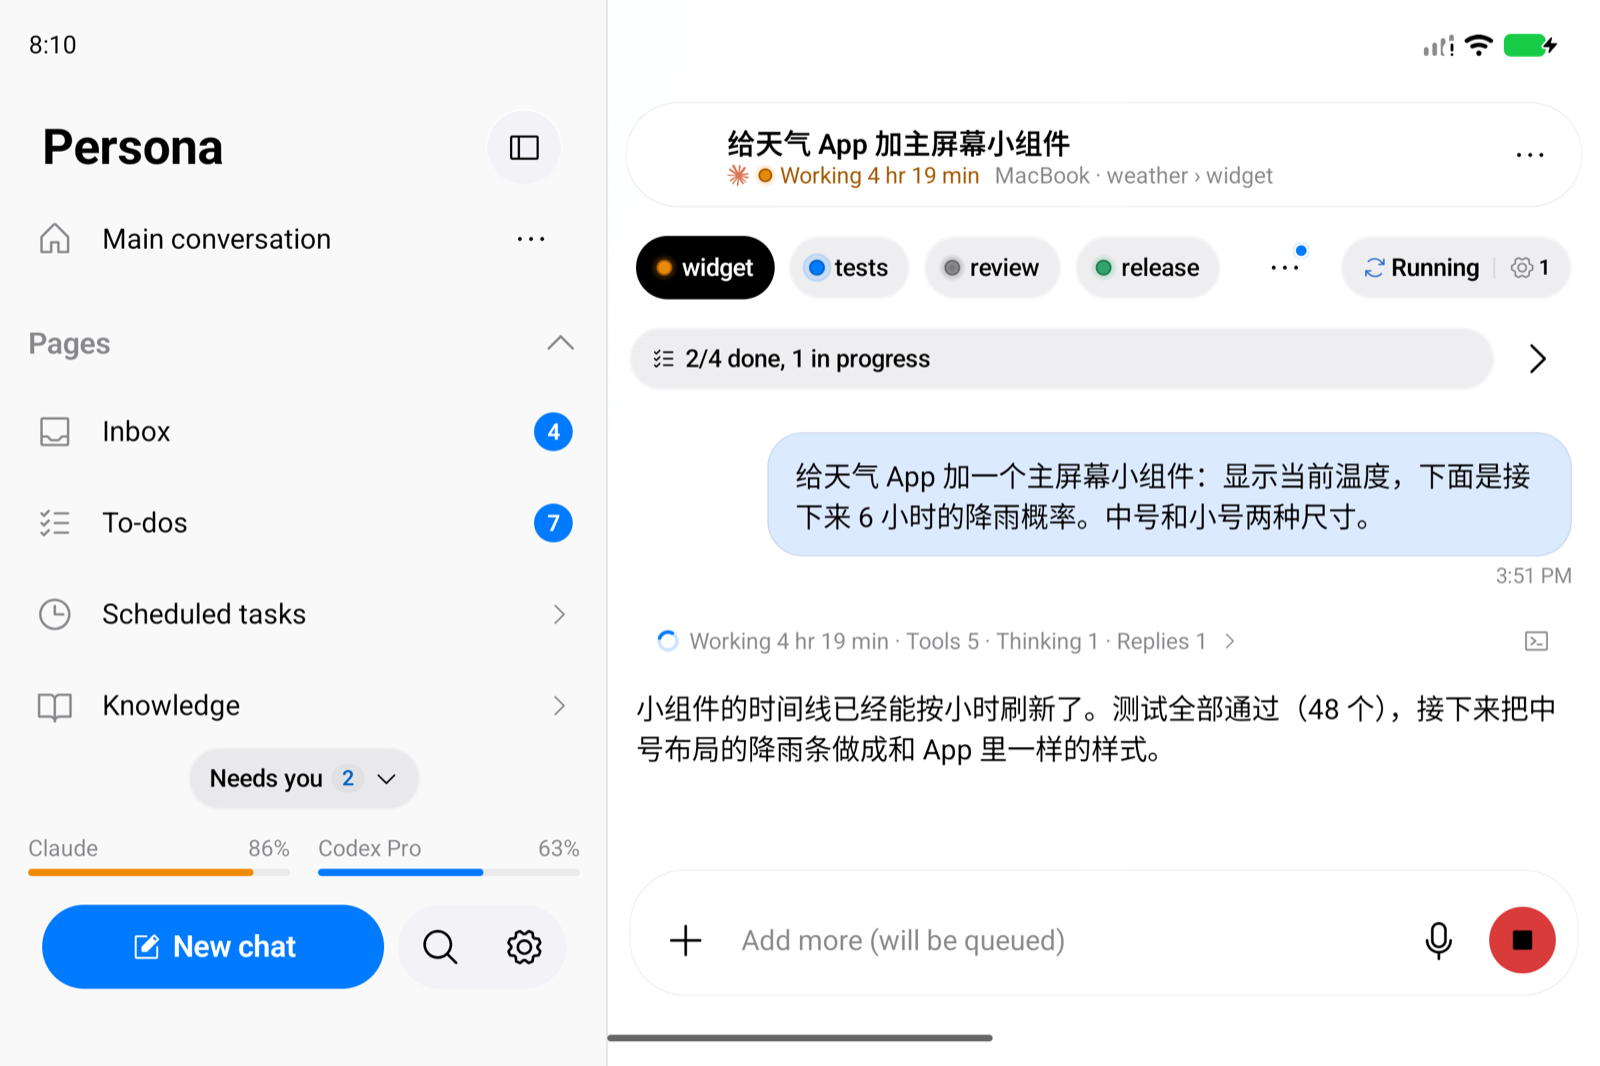 8:10
Persona
Main conversation
Pages
Inbox
4
To-dos
7
Scheduled tasks
Knowledge
Needs you 2
Claude 86%
Codex Pro 63%
New chat
给天气 App 加主屏幕小组件
Working 4 hr 19 min MacBook · weather › widget
widget
tests
review
release
Running
1
2/4 done, 1 in progress
给天气 App 加一个主屏幕小组件：显示当前温度，下面是接
下来 6 小时的降雨概率。中号和小号两种尺寸。
3:51 PM
Working 4 hr 19 min · Tools 5 · Thinking 1 · Replies 1
小组件的时间线已经能按小时刷新了。测试全部通过（48 个），接下来把中
号布局的降雨条做成和 App 里一样的样式。
Add more (will be queued)